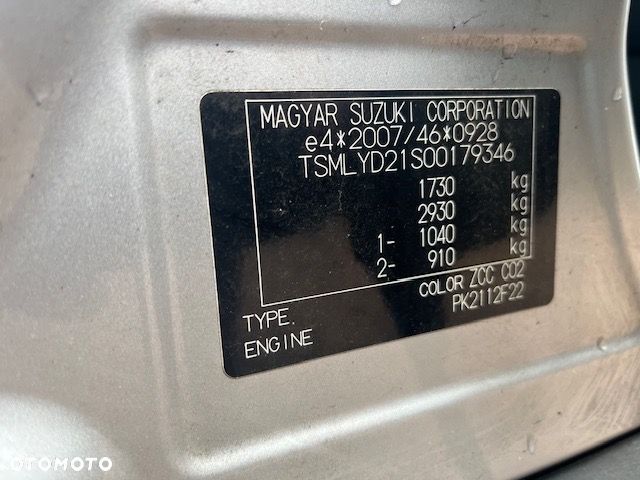 MAGYAR SUZUKI CORPORATION
e4*2007/46*0928
TSMLYD21S00179346
1730 kg
2930 kg
1- 1040 kg
2- 910 kg
COLOR ZCC C02
TYPE. PK2112F22
ENGINE
OTOMOTO